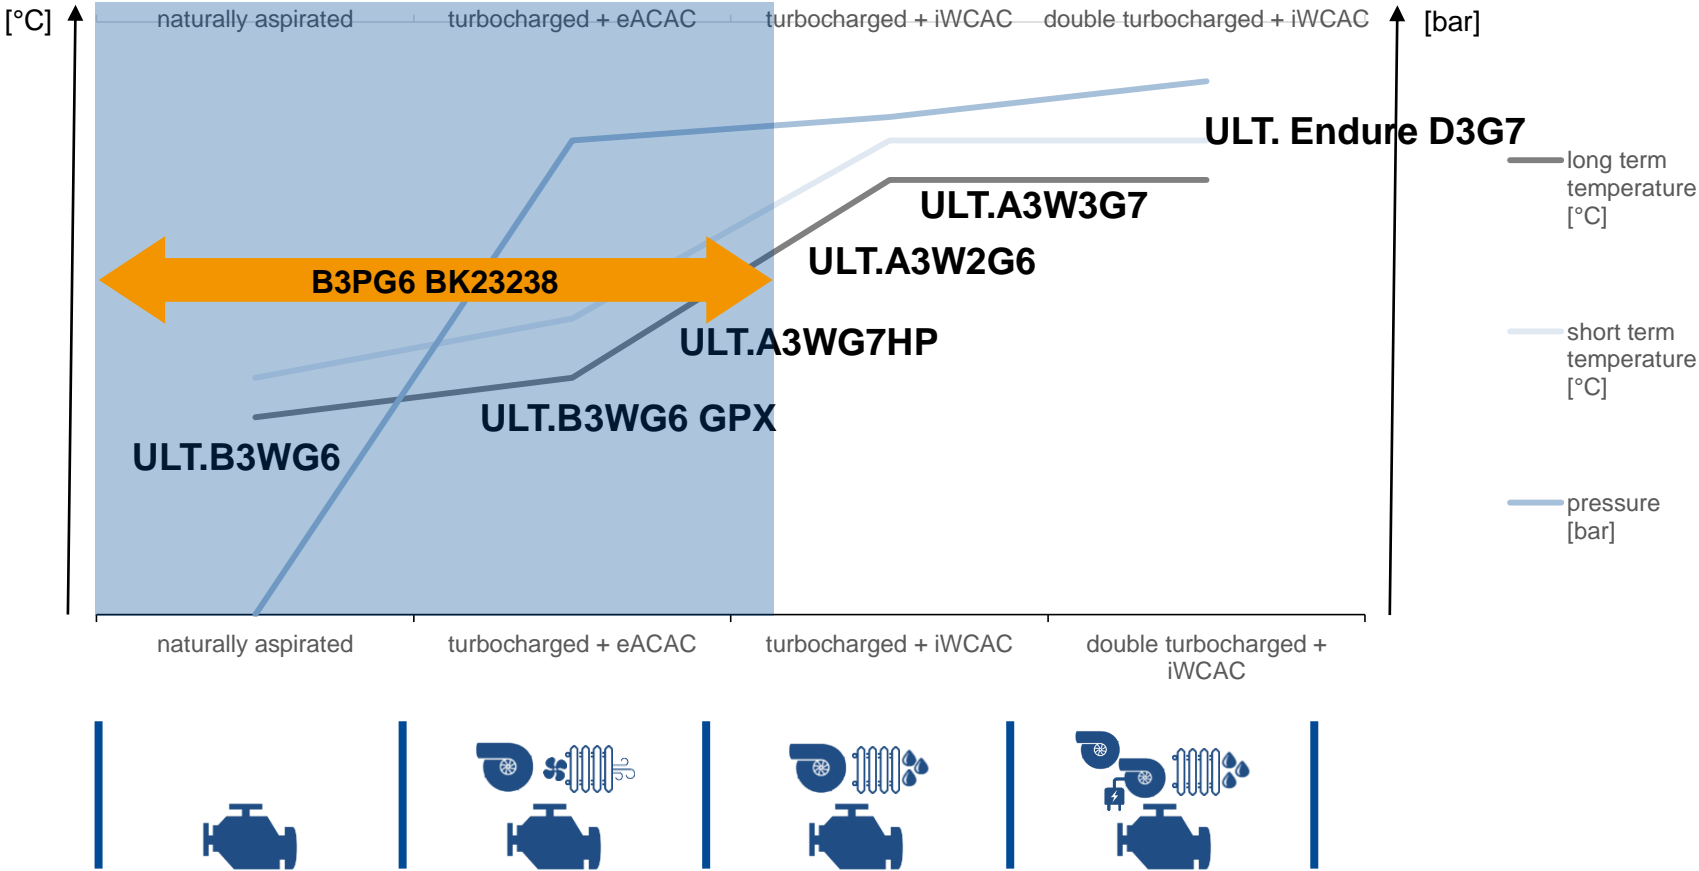 [°C]
naturally aspirated
turbocharged + eACAC
turbocharged + iWCAC
double turbocharged + iWCAC
[bar]
ULT. Endure D3G7
long term
temperature
[°C]
ULT.A3W3G7
ULT.A3W2G6
B3PG6 BK23238
ULT.A3WG7HP
short term
temperature
[°C]
ULT.B3WG6 GPX
ULT.B3WG6
pressure
[bar]
naturally aspirated
turbocharged + eACAC
turbocharged + iWCAC
double turbocharged +
iWCAC